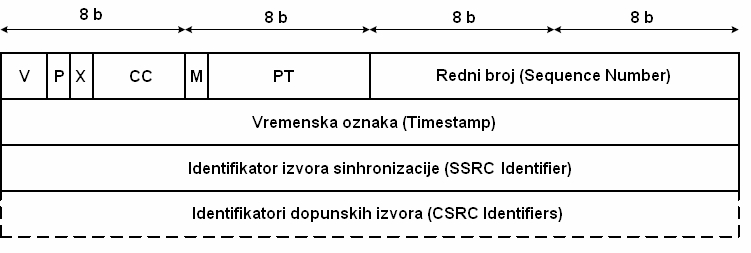 8 b 8 b 8 b 8 b
V P X CC M PT Redni broj (Sequence Number)
Vremenska oznaka (Timestamp)
Identifikator izvora sinhronizacije (SSRC Identifier)
Identifikatori dopunskih izvora (CSRC Identifiers)